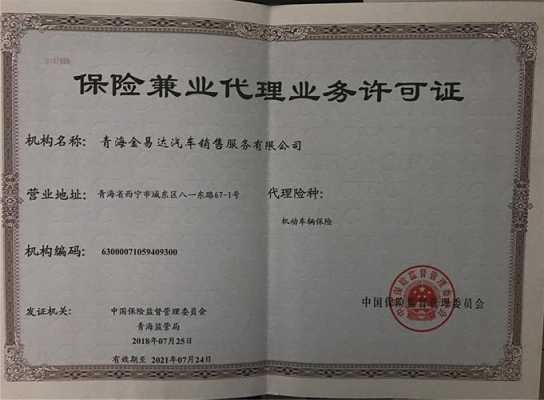 保险兼业代理业务许可证
机构名称: 青海金易达汽车销售服务有限公司
营业地址: 青海省西宁市城东区八一东路67-1号
代理险种:
机动车辆保险
机构编码: 63000071059409300
中国保险监督管理委员会
发证机关: 中国保险监督管理委员会
青海监管局
2018年07月25日
有效期至 2021年07月24日